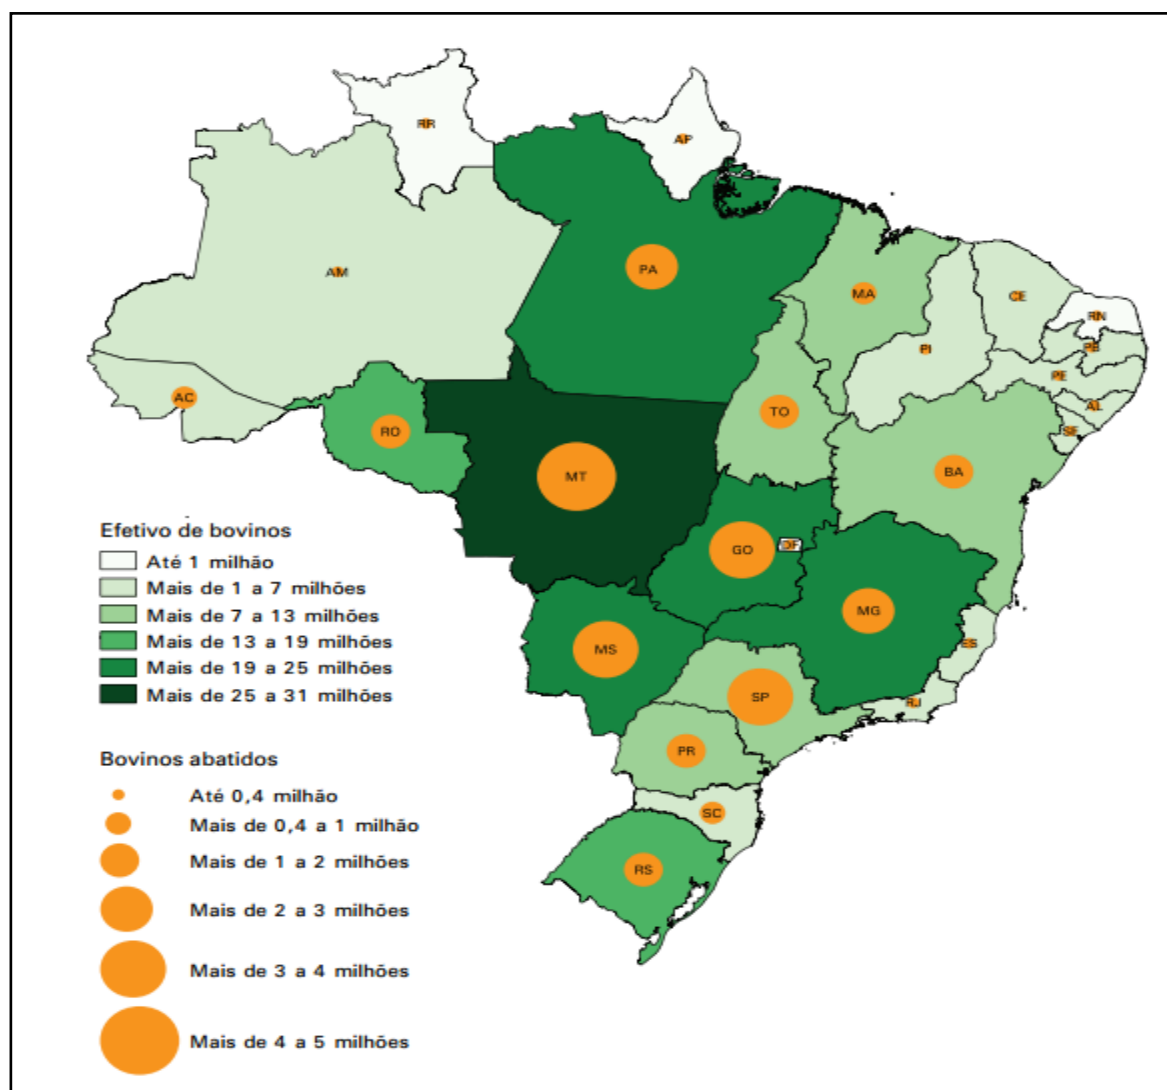 RR
AP
AM
PA
MA
CE
RN
PI
PB
PE
AC
TO
AL
RO
SE
BA
MT
GO
DF
Efetivo de bovinos
Até 1 milhão
Mais de 1 a 7 milhões
Mais de 7 a 13 milhões
Mais de 13 a 19 milhões
Mais de 19 a 25 milhões
Mais de 25 a 31 milhões
MG
ES
MS
SP
RJ
PR
SC
RS
Bovinos abatidos
Até 0,4 milhão
Mais de 0,4 a 1 milhão
Mais de 1 a 2 milhões
Mais de 2 a 3 milhões
Mais de 3 a 4 milhões
Mais de 4 a 5 milhões